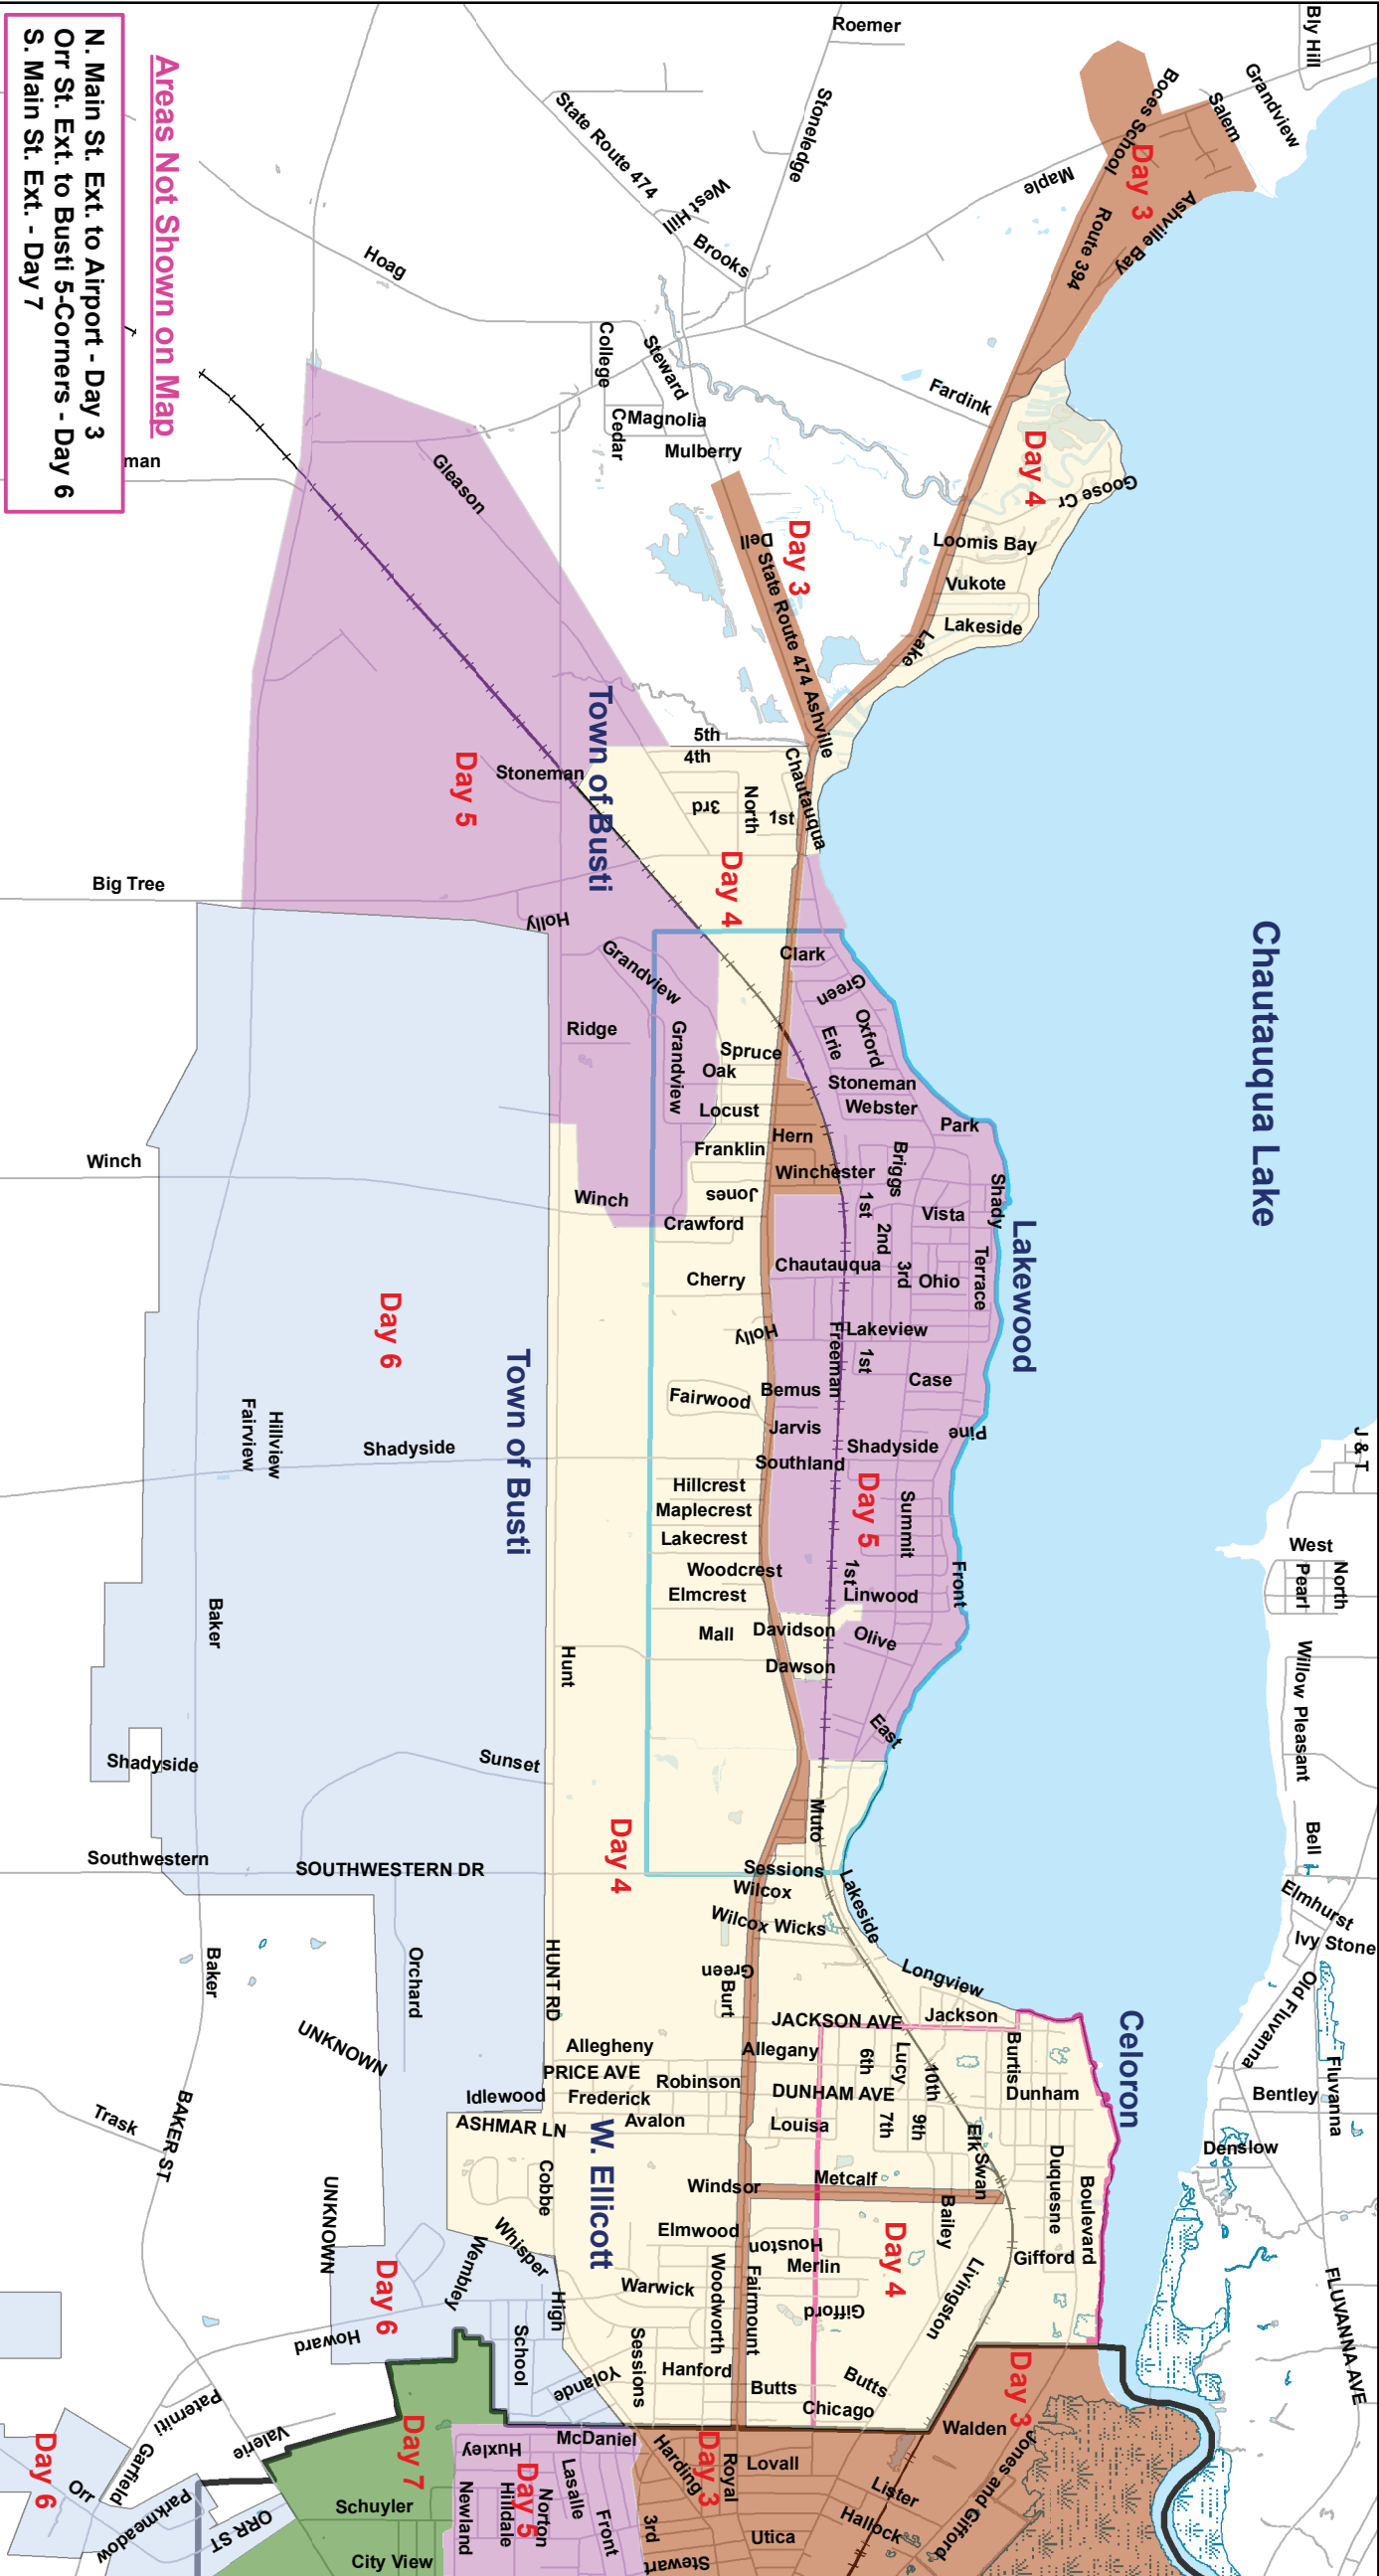 Chautauqua Lake
Lakewood
Celoron
Town of Busti
Town of Busti
W. Ellicott
Areas Not Shown on Map
N. Main St. Ext. to Airport - Day 3
Orr St. Ext. to Busti 5-Corners - Day 6
S. Main St. Ext. - Day 7
Day 3
Day 4
Day 3
Day 5
Day 4
Day 6
Day 5
Day 4
Day 4
Day 6
Day 3
Day 3
Day 7
Day 5
Day 6
Bly Hill
Grandview
Salem
Boces School
Ashville Bay
Route 394
Maple
Roemer
Stoneledge
State Route 474
West Hill
Brooks
Hoag
College
Steward
Magnolia
Cedar
Mulberry
Fardink
Goose Cr
Loomis Bay
Vukote
Lakeside
Lake
Dell
State Route 474
Ashville
man
Gleason
5th
4th
3rd
North
1st
Chautauqua
Stoneman
Big Tree
Holly
Grandview
Grandview
Ridge
Clark
Green
Oxford
Erie
Spruce
Oak
Stoneman
Webster
Locust
Park
Hern
Franklin
Winchester
Briggs
Shady
Jones
Winch
Winch
Crawford
1st
Vista
2nd
3rd
Terrace
Chautauqua
Ohio
Cherry
Holly
Freeman
Lakeview
1st
Case
Fairwood
Bemus
Jarvis
Pine
Shadyside
Shadyside
Southland
Hillview
Fairview
Hillcrest
Maplecrest
Summit
Lakecrest
Woodcrest
1st
Front
Elmcrest
Linwood
Baker
Mall
Davidson
Olive
Hunt
Dawson
East
Shadyside
Sunset
Muto
Southwestern
SOUTHWESTERN DR
Sessions
Lakeside
Wilcox
Wilcox
Wicks
J & T
West
North
Pearl
Willow
Pleasant
Bell
Elmhurst
Ivy Stone
Old Fluvanna
Fluvanna
Bentley
Denslow
FLUVANNA AVE
Baker
Orchard
HUNT RD
Green
Burt
Longview
Jackson
JACKSON AVE
UNKNOWN
Allegheny
Allegany
6th
Lucy
10th
Burtis
PRICE AVE
Robinson
DUNHAM AVE
Dunham
Idlewood
Frederick
Trask
BAKER ST
ASHMAR LN
Avalon
Louisa
7th
9th
Elk
Swan
Duquesne
Boulevard
UNKNOWN
Cobbe
Windsor
Metcalf
Bailey
Whisper
Wembley
Elmwood
Houston
Merlin
Gifford
Livingston
High
Warwick
Woodworth
Fairmount
Gifford
Howard
School
Yolande
Sessions
Hanford
Butts
Butts
Chicago
Paterniti
Valerie
Garfield
Walden
McDaniel
Huxley
Harding
Royal
Lovall
Lister
Jones and Gifford
Orr
Parkmeadow
ORR ST
Schuyler
Newland
Hilldale
Norton
Lasalle
Front
3rd
Hallock
Utica
City View
Stewart